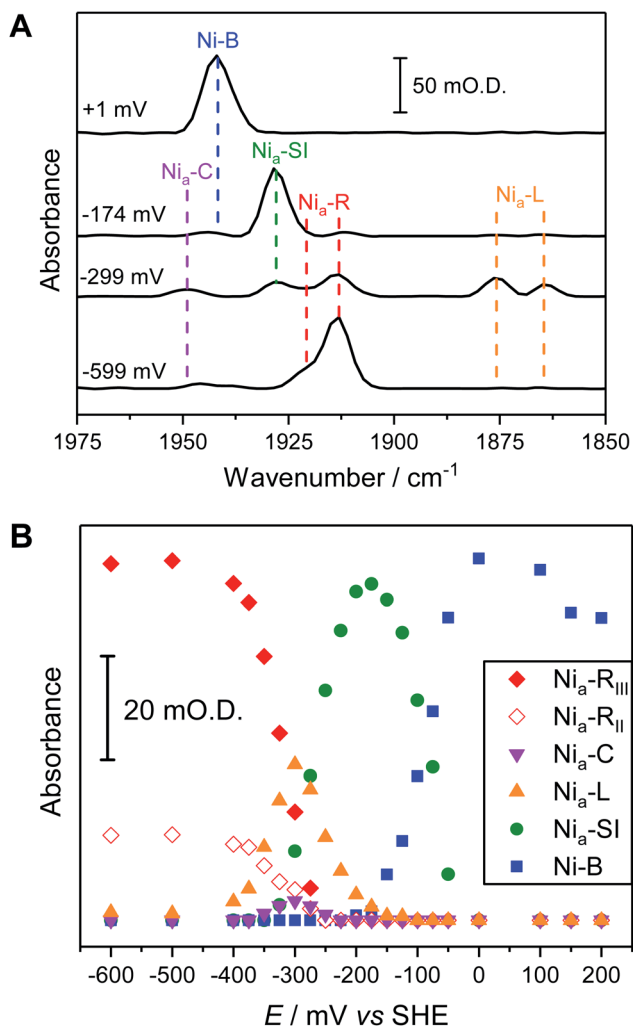 A
Ni-B
50 mO.D.
+1 mV
Niₐ-SI
Niₐ-C
Niₐ-R
Niₐ-L
-174 mV
-299 mV
-599 mV
Absorbance
1975 1950 1925 1900 1875 1850
Wavenumber / cm⁻¹
B
20 mO.D.
Absorbance
Niₐ-R_III
Niₐ-R_II
Niₐ-C
Niₐ-L
Niₐ-SI
Ni-B
-600 -500 -400 -300 -200 -100 0 100 200
E / mV vs SHE